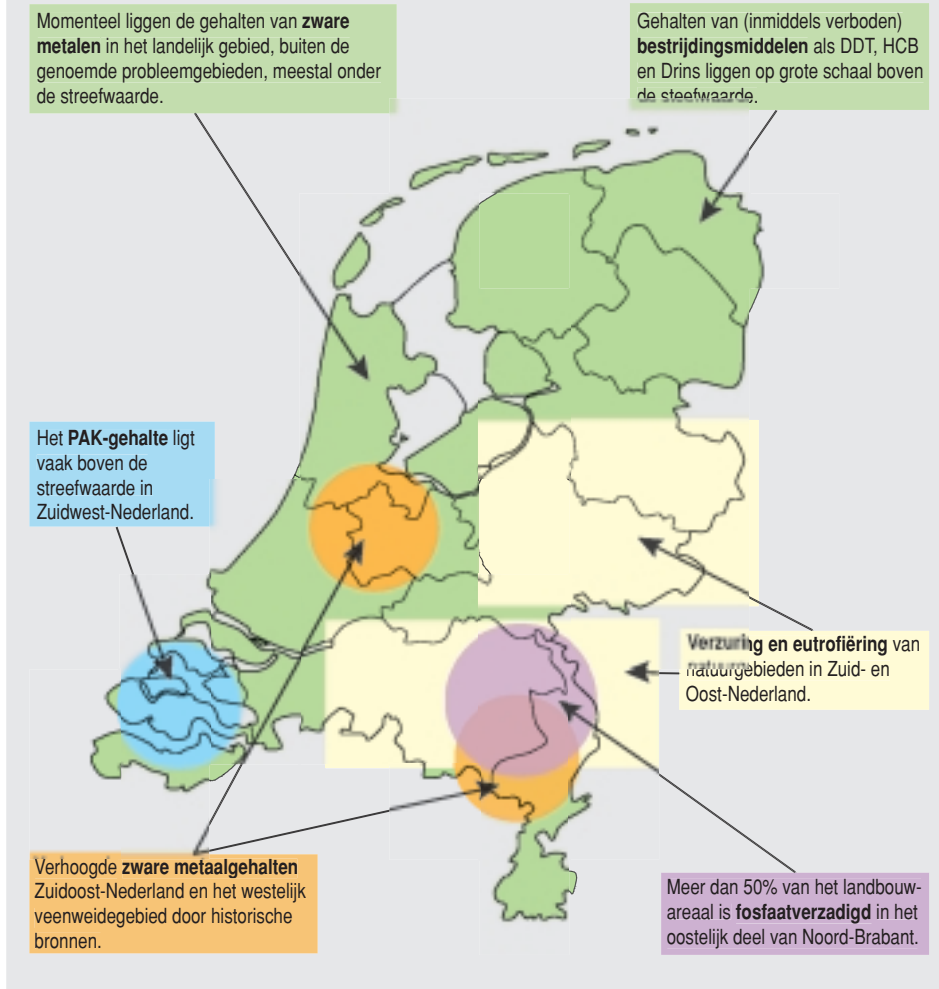 Momenteel liggen de gehalten van zware
metalen in het landelijk gebied, buiten de
genoemde probleemgebieden, meestal onder
de streefwaarde.
Gehalten van (inmiddels verboden)
bestrijdingsmiddelen als DDT, HCB
en Drins liggen op grote schaal boven
de steefwaarde.
Het PAK-gehalte ligt
vaak boven de
streefwaarde in
Zuidwest-Nederland.
Verzuring en eutrofiëring van
natuurgebieden in Zuid- en
Oost-Nederland.
Verhoogde zware metaalgehalten
Zuidoost-Nederland en het westelijk
veenweidegebied door historische
bronnen.
Meer dan 50% van het landbouw-
areaal is fosfaatverzadigd in het
oostelijk deel van Noord-Brabant.